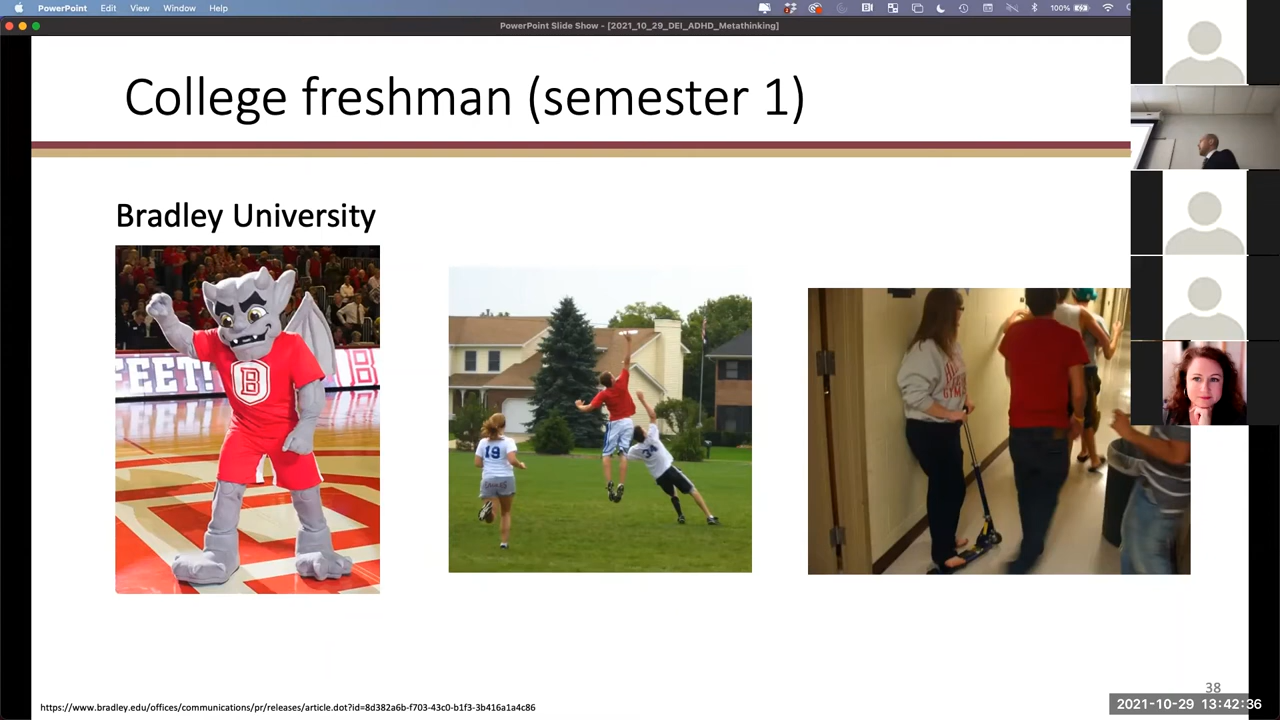 PowerPoint Edit View Window Help 100%
PowerPoint Slide Show - [2021_10_29_DEI_ADHD_Metathinking]
College freshman (semester 1)
Bradley University
FEET!
B
19
34
GYM
38
https://www.bradley.edu/offices/communications/pr/releases/article.dot?id=8d382a6b-f703-43c0-b1f3-3b416a1a4c86
2021-10-29 13:42:36